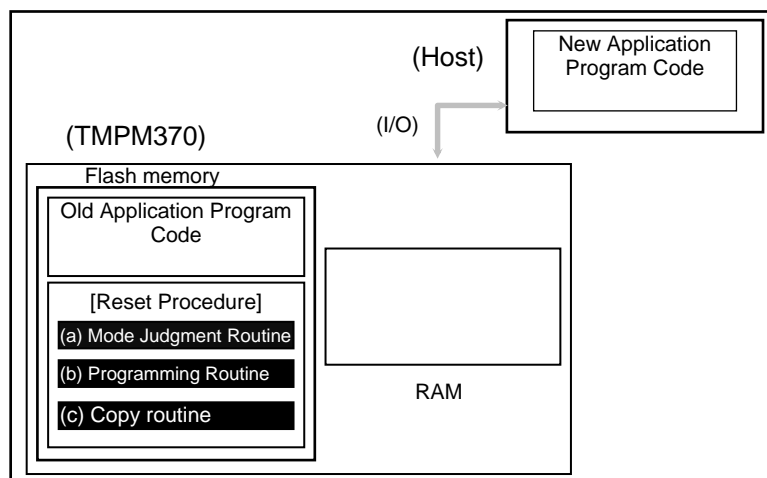 (Host)
New Application
Program Code
(I/O)
(TMPM370)
Flash memory
Old Application Program
Code
[Reset Procedure]
(a) Mode Judgment Routine
(b) Programming Routine
(c) Copy routine
RAM